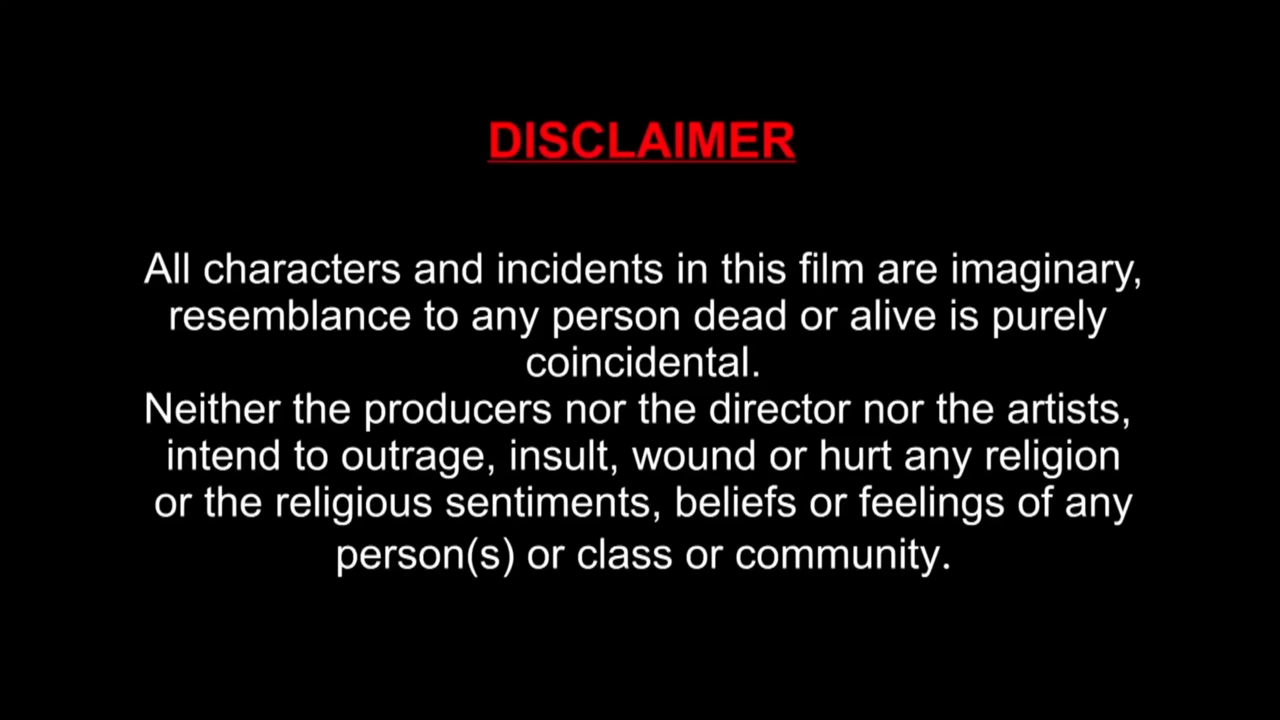 DISCLAIMER
All characters and incidents in this film are imaginary,
resemblance to any person dead or alive is purely
coincidental.
Neither the producers nor the director nor the artists,
intend to outrage, insult, wound or hurt any religion
or the religious sentiments, beliefs or feelings of any
person(s) or class or community.